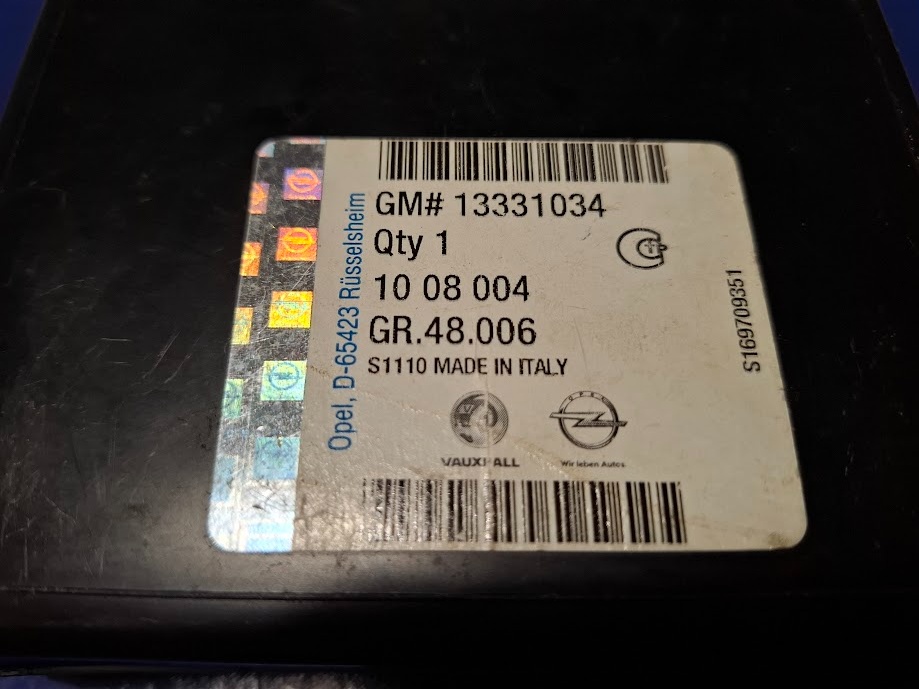 GM# 13331034
Qty 1
10 08 004
GR.48.006
S1110 MADE IN ITALY
Opel, D-65423 Rüsselsheim
S169709351
VAUXHALL
OPEL
Wir leben Autos.